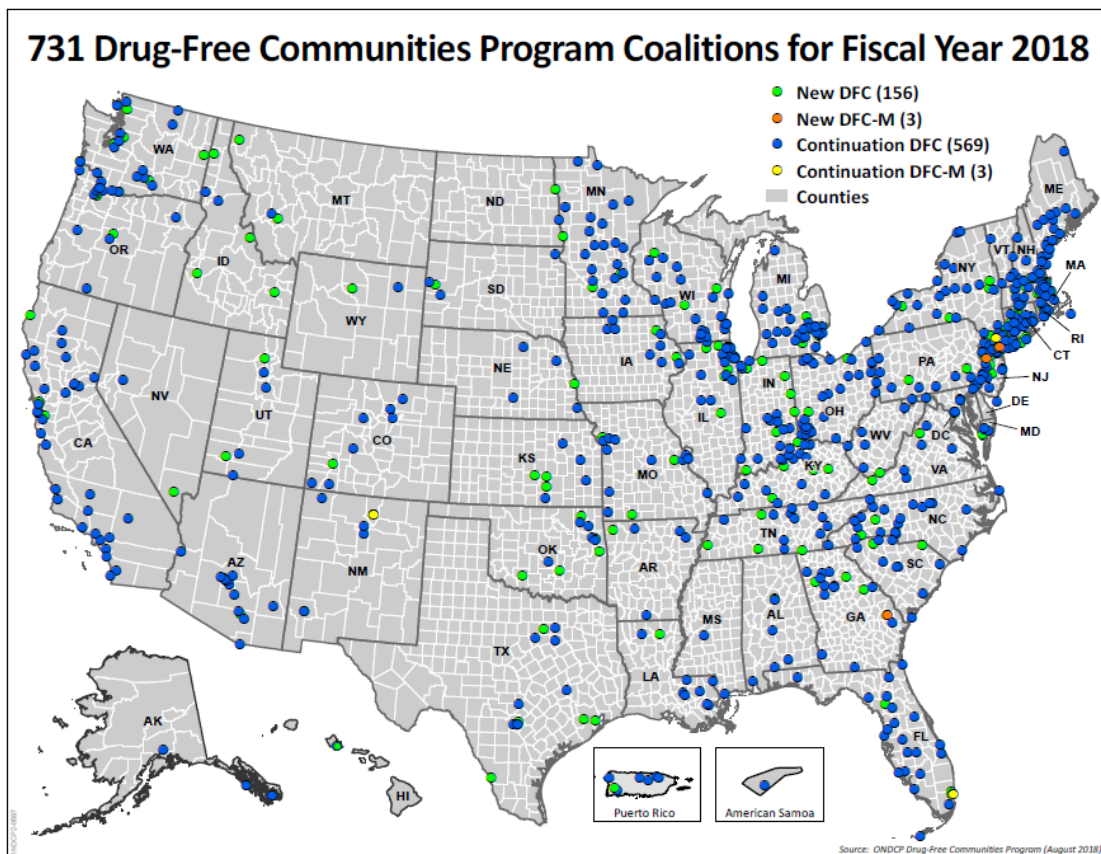 731 Drug-Free Communities Program Coalitions for Fiscal Year 2018
New DFC (156)
New DFC-M (3)
Continuation DFC (569)
Continuation DFC-M (3)
Counties
WA
MT
ND
MN
ME
OR
ID
SD
WI
MI
NY
VT
NH
MA
WY
RI
CT
IA
PA
NE
NJ
NV
UT
IL
IN
OH
DE
CA
CO
DC
MD
WV
KS
MO
KY
VA
NC
TN
OK
AZ
NM
AR
SC
MS
AL
GA
TX
LA
AK
FL
HI
Puerto Rico
American Samoa
Source: ONDCP Drug-Free Communities Program (August 2018)